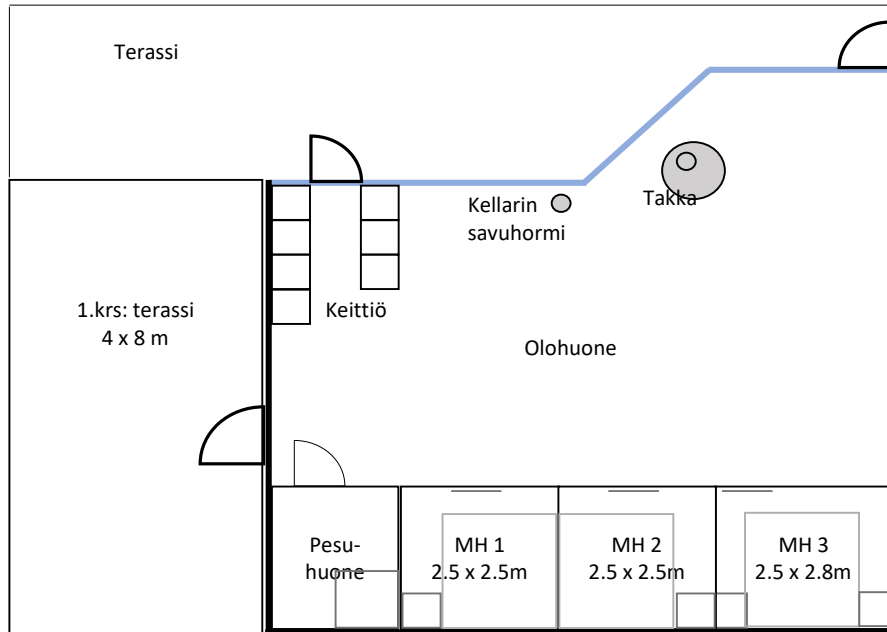 Terassi
Kellarin
savuhormi
Takka
1.krs: terassi
4 x 8 m
Keittiö
Olohuone
Pesu-
huone
MH 1
2.5 x 2.5m
MH 2
2.5 x 2.5m
MH 3
2.5 x 2.8m